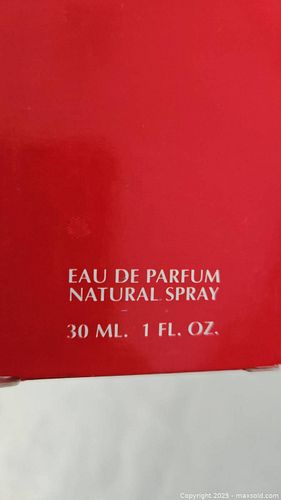 EAU DE PARFUM
NATURAL SPRAY
30 ML. 1 FL. OZ.
Copyright 2023 - maxsold.com